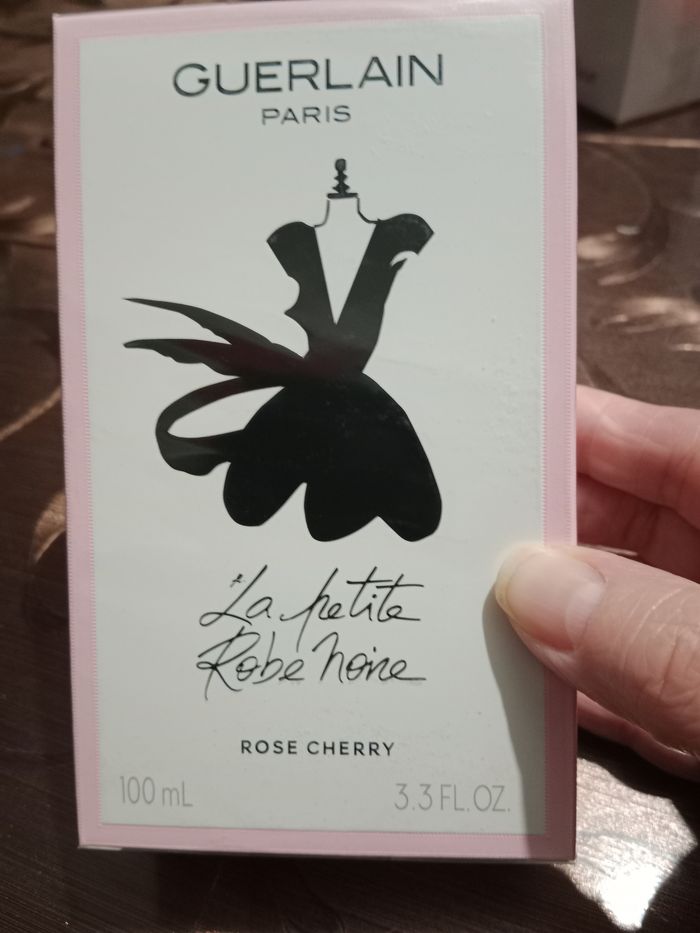 GUERLAIN
PARIS
La petite
Robe noire
ROSE CHERRY
100 mL
3.3 FL.OZ.